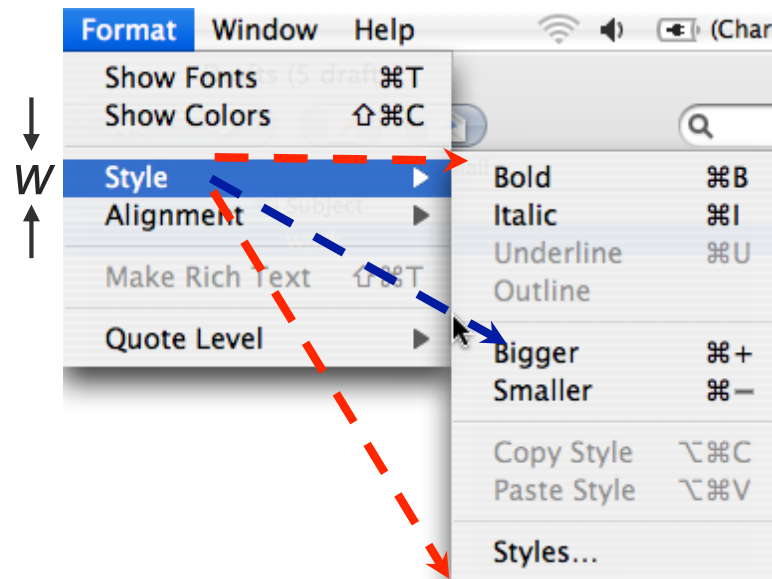 Format Window Help (Char
Show Fonts ⌘T
Show Colors ⇧⌘C
W
Style
Alignment
Make Rich Text ⇧⌘T
Quote Level
Bold ⌘B
Italic ⌘I
Underline ⌘U
Outline
Bigger ⌘+
Smaller ⌘−
Copy Style ⌥⌘C
Paste Style ⌥⌘V
Styles...
Subject